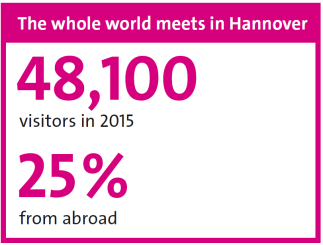 The whole world meets in Hannover
48,100
visitors in 2015
25%
from abroad